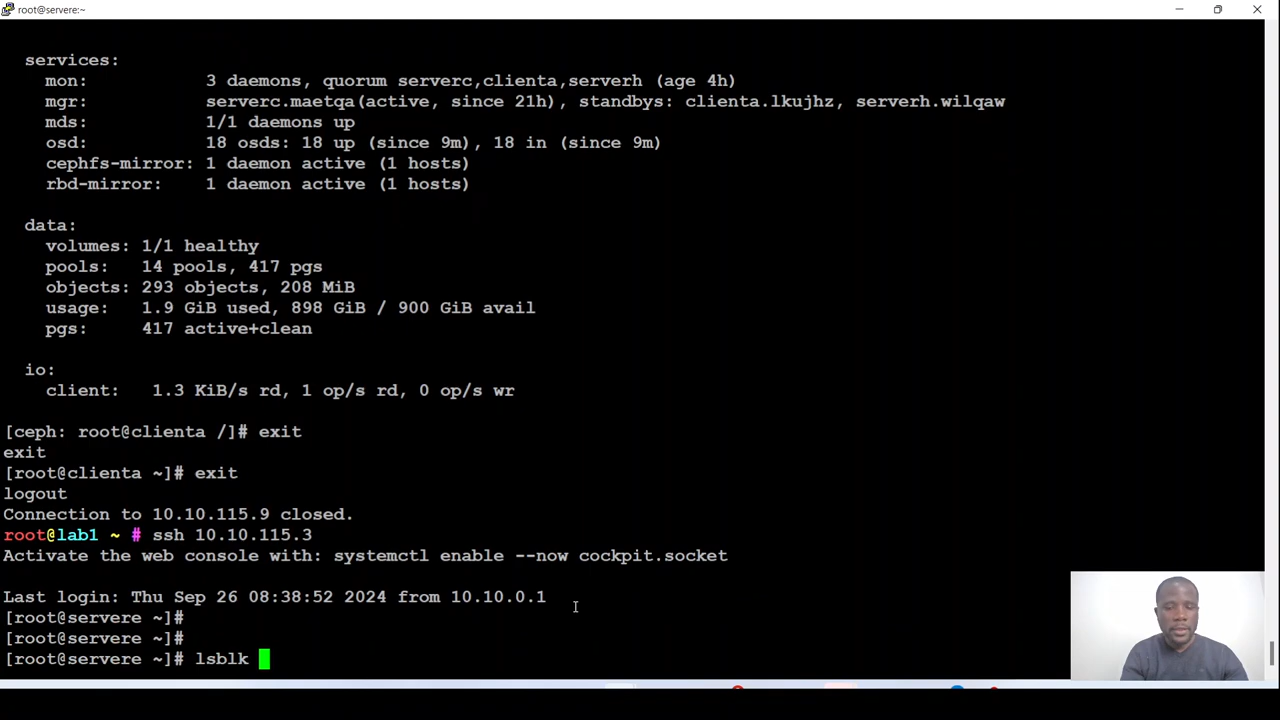 root@servere:~
services:
mon: 3 daemons, quorum serverc,clienta,serverh (age 4h)
mgr: serverc.maetqa(active, since 21h), standbys: clienta.lkujhz, serverh.wilqaw
mds: 1/1 daemons up
osd: 18 osds: 18 up (since 9m), 18 in (since 9m)
cephfs-mirror: 1 daemon active (1 hosts)
rbd-mirror: 1 daemon active (1 hosts)
data:
volumes: 1/1 healthy
pools: 14 pools, 417 pgs
objects: 293 objects, 208 MiB
usage: 1.9 GiB used, 898 GiB / 900 GiB avail
pgs: 417 active+clean
io:
client: 1.3 KiB/s rd, 1 op/s rd, 0 op/s wr
[ceph: root@clienta /]# exit
exit
[root@clienta ~]# exit
logout
Connection to 10.10.115.9 closed.
root@lab1 ~ # ssh 10.10.115.3
Activate the web console with: systemctl enable --now cockpit.socket
Last login: Thu Sep 26 08:38:52 2024 from 10.10.0.1
[root@servere ~]#
[root@servere ~]#
[root@servere ~]# lsblk